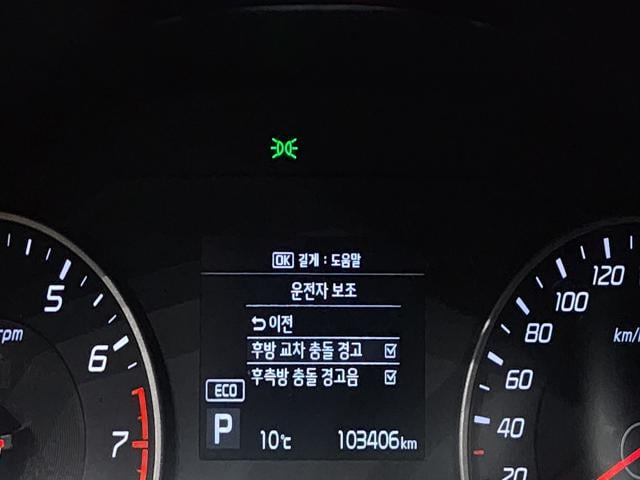 OK 길게 : 도움말
운전자 보조
이전
후방 교차 충돌 경고
후측방 충돌 경고음
ECO
P 10℃ 103406 km
5
6
7
rpm
20
40
60
80
100
120
km/